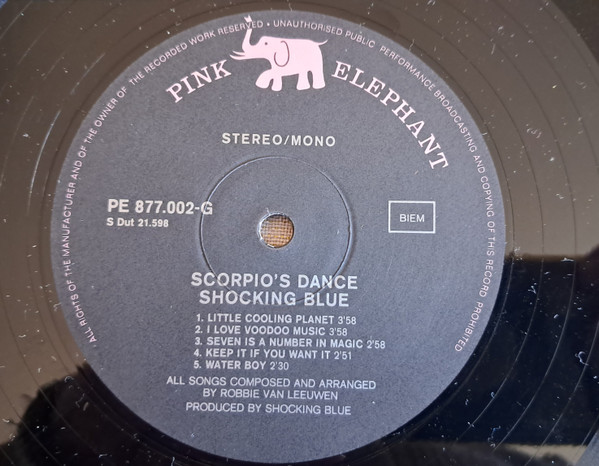 ALL RIGHTS OF THE MANUFACTURER AND OF THE OWNER OF THE RECORDED WORK RESERVED • UNAUTHORISED PUBLIC PERFORMANCE BROADCASTING AND COPYING OF THIS RECORD PROHIBITED
PINK ELEPHANT
STEREO/MONO
PE 877.002-G
S Dut 21.598
BIEM
SCORPIO'S DANCE
SHOCKING BLUE
1. LITTLE COOLING PLANET 3'58
2. I LOVE VOODOO MUSIC 3'58
3. SEVEN IS A NUMBER IN MAGIC 2'58
4. KEEP IT IF YOU WANT IT 2'51
5. WATER BOY 2'30
ALL SONGS COMPOSED AND ARRANGED
BY ROBBIE VAN LEEUWEN
PRODUCED BY SHOCKING BLUE